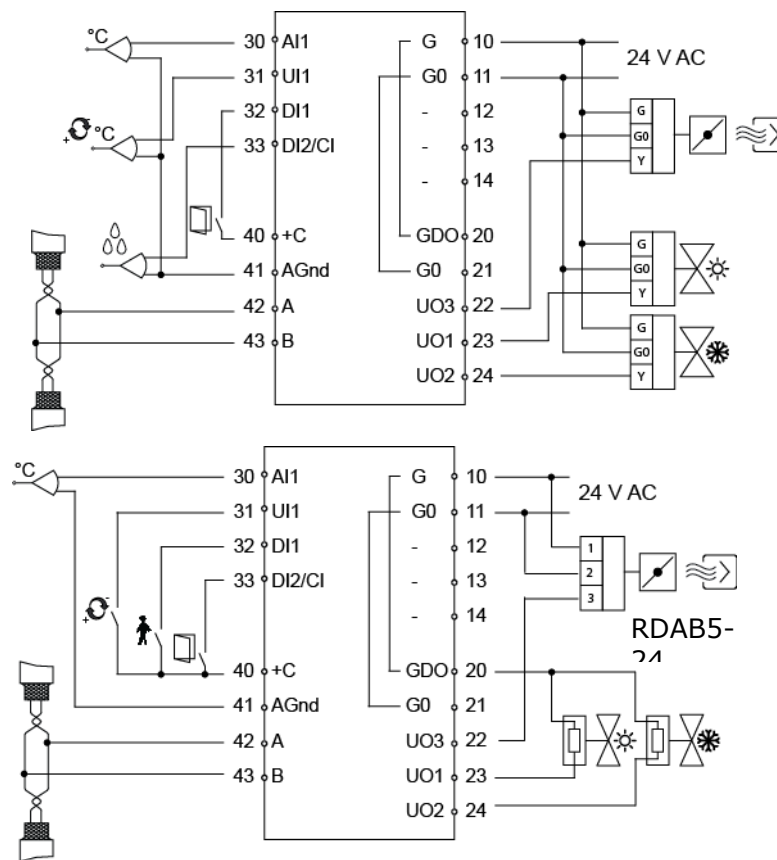 °C
30 AI1
G 10
24 V AC
31 UI1
G0 11
+ - °C
32 DI1
- 12
G
33 DI2/CI
- 13
G0
- 14
Y
40 +C
GDO 20
G
41 AGnd
G0 21
G0
Y
42 A
UO3 22
G
43 B
UO1 23
G0
UO2 24
Y
°C
30 AI1
G 10
24 V AC
31 UI1
G0 11
32 DI1
- 12
1
33 DI2/CI
- 13
2
- 14
3
+ -
RDAB5-
24
40 +C
GDO 20
41 AGnd
G0 21
42 A
UO3 22
43 B
UO1 23
UO2 24